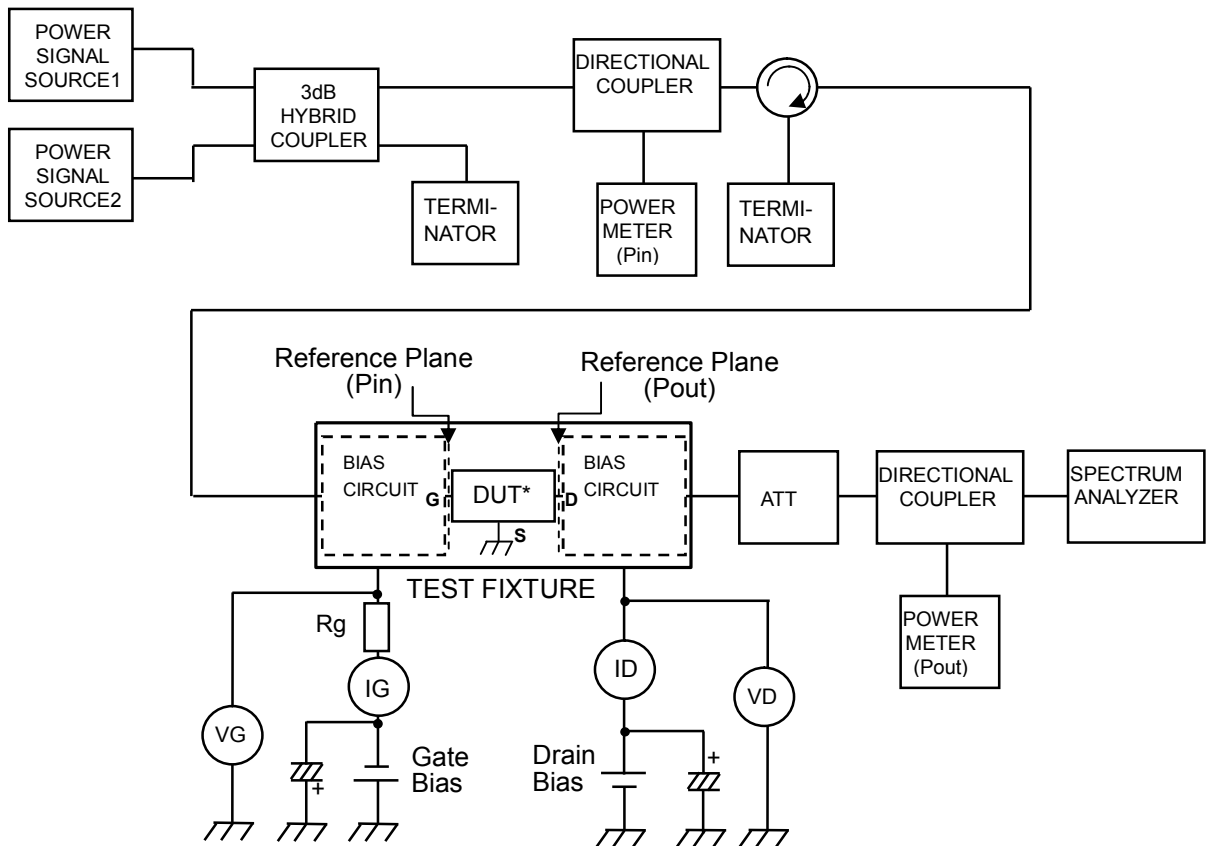 POWER
SIGNAL
SOURCE1
POWER
SIGNAL
SOURCE2
3dB
HYBRID
COUPLER
TERMI-
NATOR
DIRECTIONAL
COUPLER
POWER
METER
(Pin)
TERMI-
NATOR
Reference Plane
(Pin)
Reference Plane
(Pout)
BIAS
CIRCUIT
G
DUT*
S
D
BIAS
CIRCUIT
TEST FIXTURE
ATT
DIRECTIONAL
COUPLER
SPECTRUM
ANALYZER
POWER
METER
(Pout)
Rg
IG
VG
+
Gate
Bias
ID
VD
Drain
Bias
+